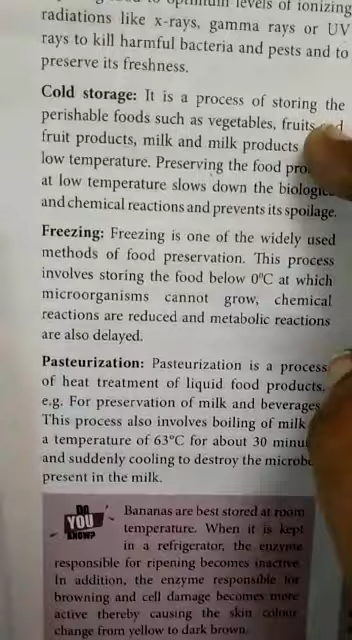 to optimum levels of ionizing
radiations like x-rays, gamma rays or UV
rays to kill harmful bacteria and pests and to
preserve its freshness.
Cold storage: It is a process of storing the
perishable foods such as vegetables, fruits
fruit products, milk and milk products
low temperature. Preserving the food
at low temperature slows down the
and chemical reactions and prevents its spoilage.
Freezing: Freezing is one of the widely used
methods of food preservation. This process
involves storing the food below 0°C at which
microorganisms cannot grow, chemical
reactions are reduced and metabolic reactions
are also delayed.
Pasteurization: Pasteurization is a process
of heat treatment of liquid food products,
e.g. For preservation of milk and beverages
This process also involves boiling of milk
a temperature of 63°C for about 30
and suddenly cooling to destroy the
present in the milk.
DO
YOU
KNOW?
Bananas are best stored at room
temperature. When it is kept
in a refrigerator, the enzyme
responsible for ripening becomes inactive.
In addition, the enzyme responsible for
browning and cell damage becomes more
active thereby causing the skin colour
change from yellow to dark brown.